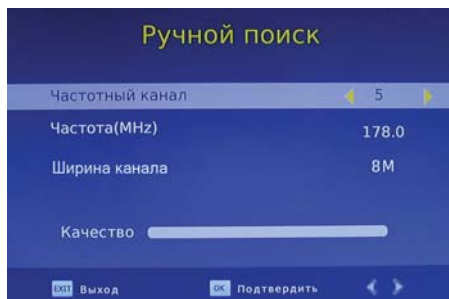 Ручной поиск
Частотный канал 5
Частота(MHz) 178.0
Ширина канала 8M
Качество
EXIT Выход OK Подтвердить